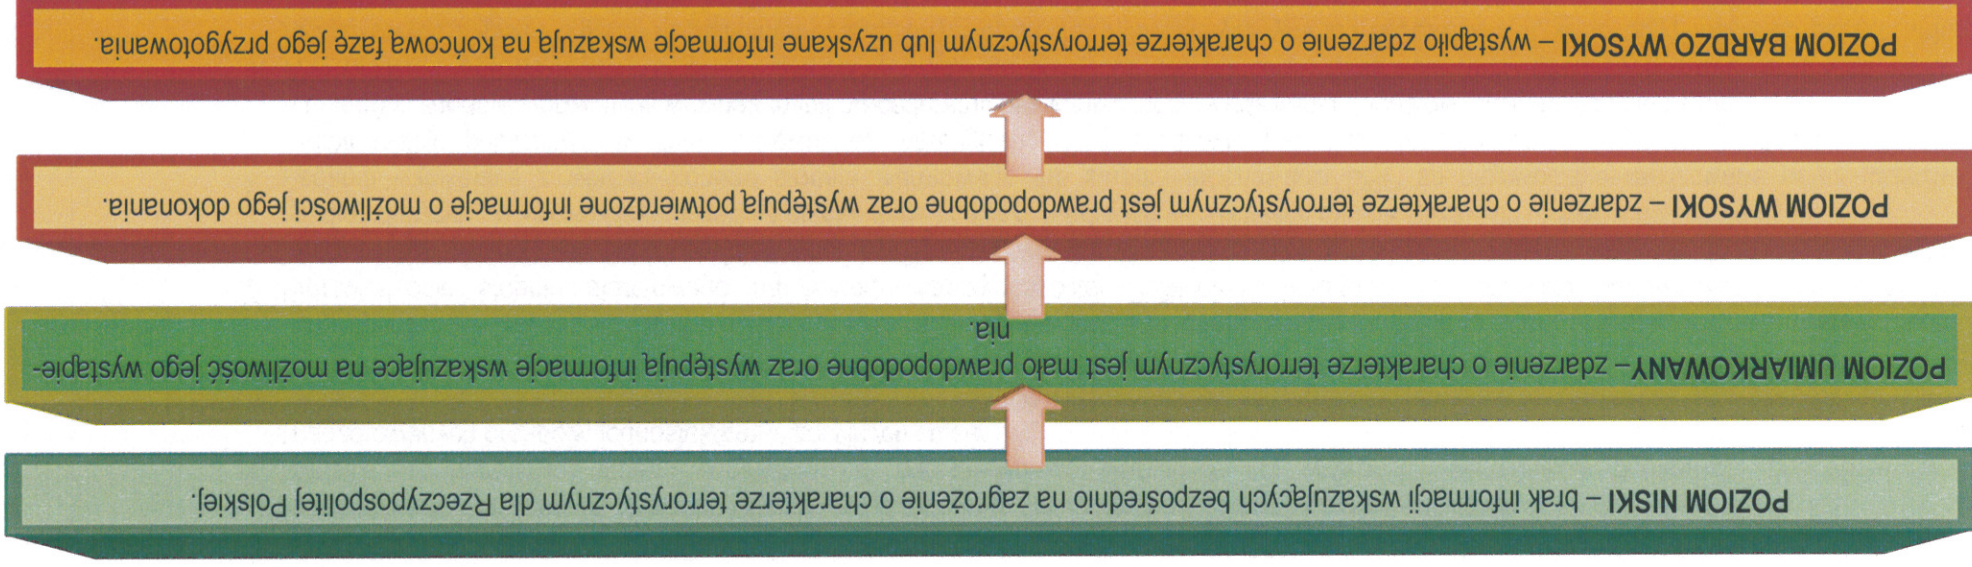 POZIOM NISKI – brak informacji wskazujących bezpośrednio na zagrożenie o charakterze terrorystycznym dla Rzeczypospolitej Polskiej.
POZIOM UMIARKOWANY– zdarzenie o charakterze terrorystycznym jest mało prawdopodobne oraz występują informacje wskazujące na możliwość jego wystąpie-
nia.
POZIOM WYSOKI – zdarzenie o charakterze terrorystycznym jest prawdopodobne oraz występują potwierdzone informacje o możliwości jego dokonania.
POZIOM BARDZO WYSOKI – wystąpiło zdarzenie o charakterze terrorystycznym lub uzyskane informacje wskazują na końcową fazę jego przygotowania.